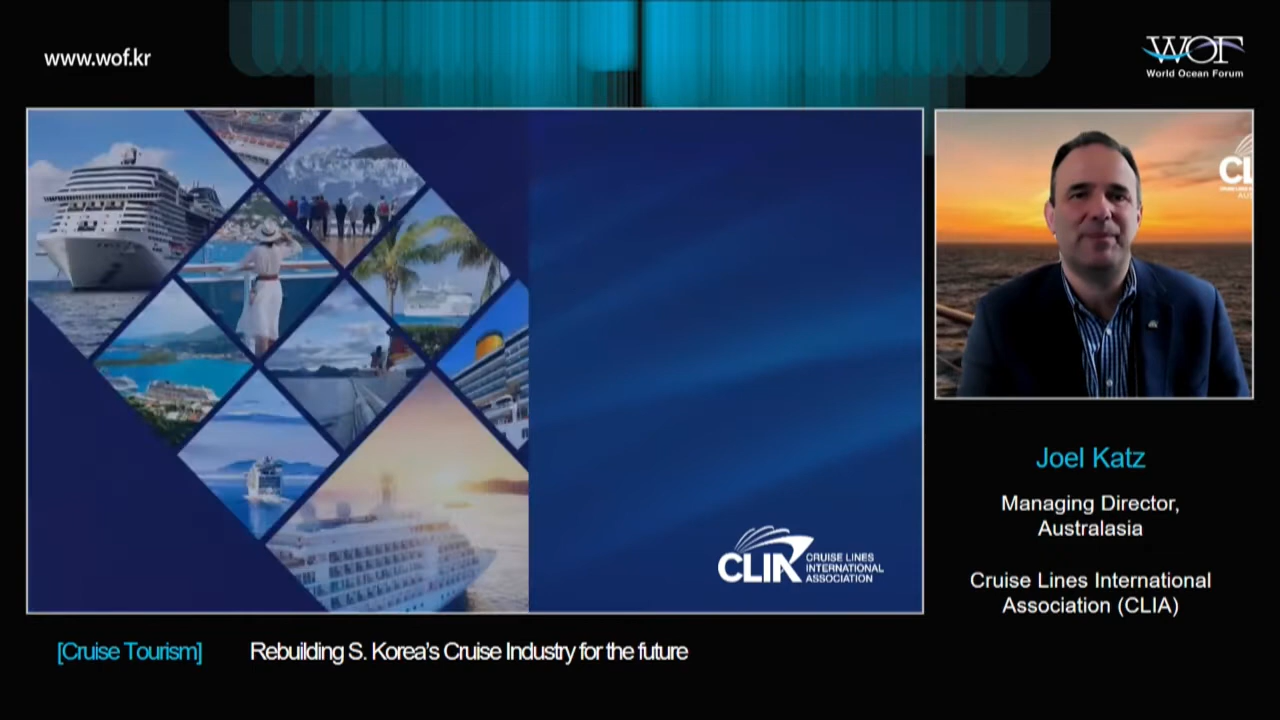 www.wof.kr
WOF
World Ocean Forum
CLIA
CRUISE LINES
INTERNATIONAL
ASSOCIATION
CL
Joel Katz
Managing Director,
Australasia
Cruise Lines International
Association (CLIA)
[Cruise Tourism]
Rebuilding S. Korea's Cruise Industry for the future